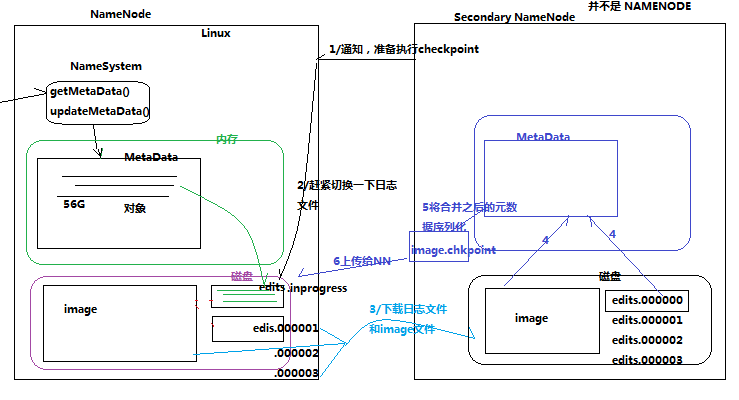 NameNode
Linux
NameSystem
getMetaData()
updateMetaData()
内存
MetaData
56G
对象
磁盘
edits.inprogress
image
edis.000001
.000002
.000003
1/通知，准备执行checkpoint
2/赶紧切换一下日志
文件
3/下载日志文件
和image文件
并不是 NAMENODE
Secondary NameNode
MetaData
5将合并之后的元数
据序列化
image.chkpoint
6上传给NN
4
4
磁盘
image
edits.000000
edits.000001
edits.000002
edits.000003